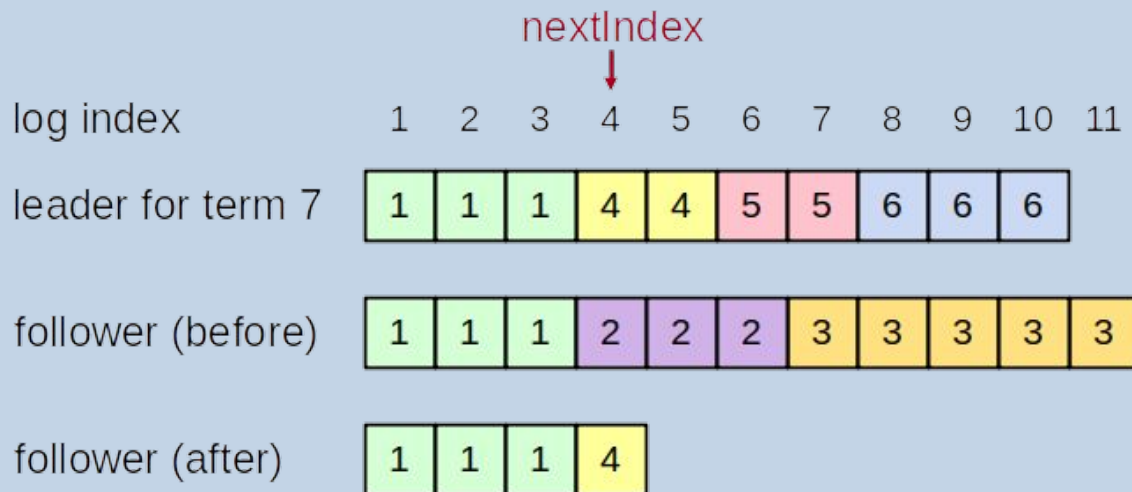 nextIndex
log index 1 2 3 4 5 6 7 8 9 10 11
leader for term 7 1 1 1 4 4 5 5 6 6 6
follower (before) 1 1 1 2 2 2 3 3 3 3 3
follower (after) 1 1 1 4